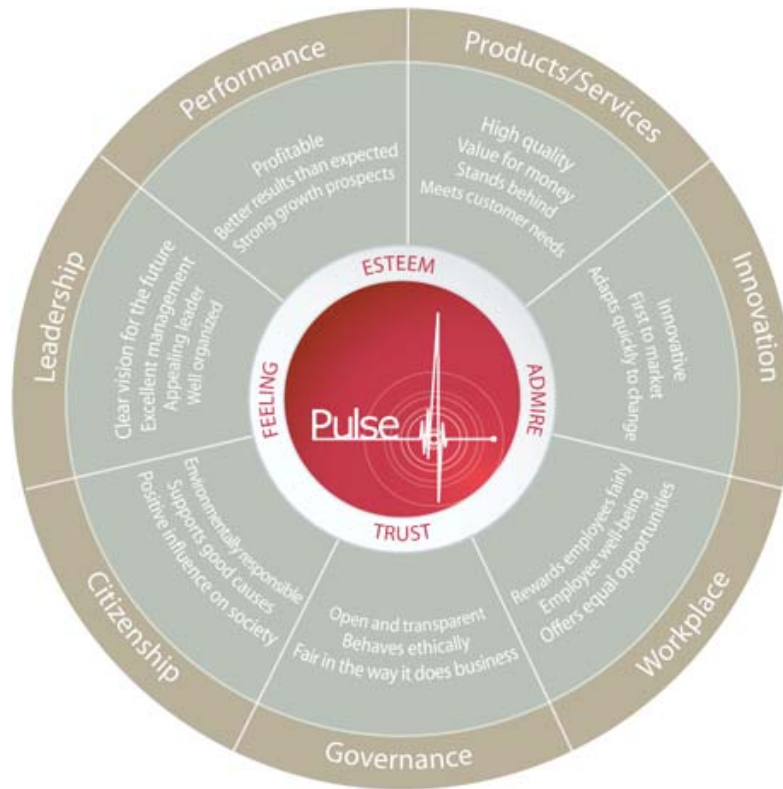 Performance
Profitable
Better results than expected
Strong growth prospects
Products/Services
High quality
Value for money
Stands behind
Meets customer needs
Innovation
Innovative
First to market
Adapts quickly to change
Workplace
Rewards employees fairly
Employee well-being
Offers equal opportunities
Governance
Open and transparent
Behaves ethically
Fair in the way it does business
Citizenship
Environmentally responsible
Supports good causes
Positive influence on society
Leadership
Clear vision for the future
Excellent management
Appealing leader
Well organized
ESTEEM
ADMIRE
TRUST
FEELING
Pulse